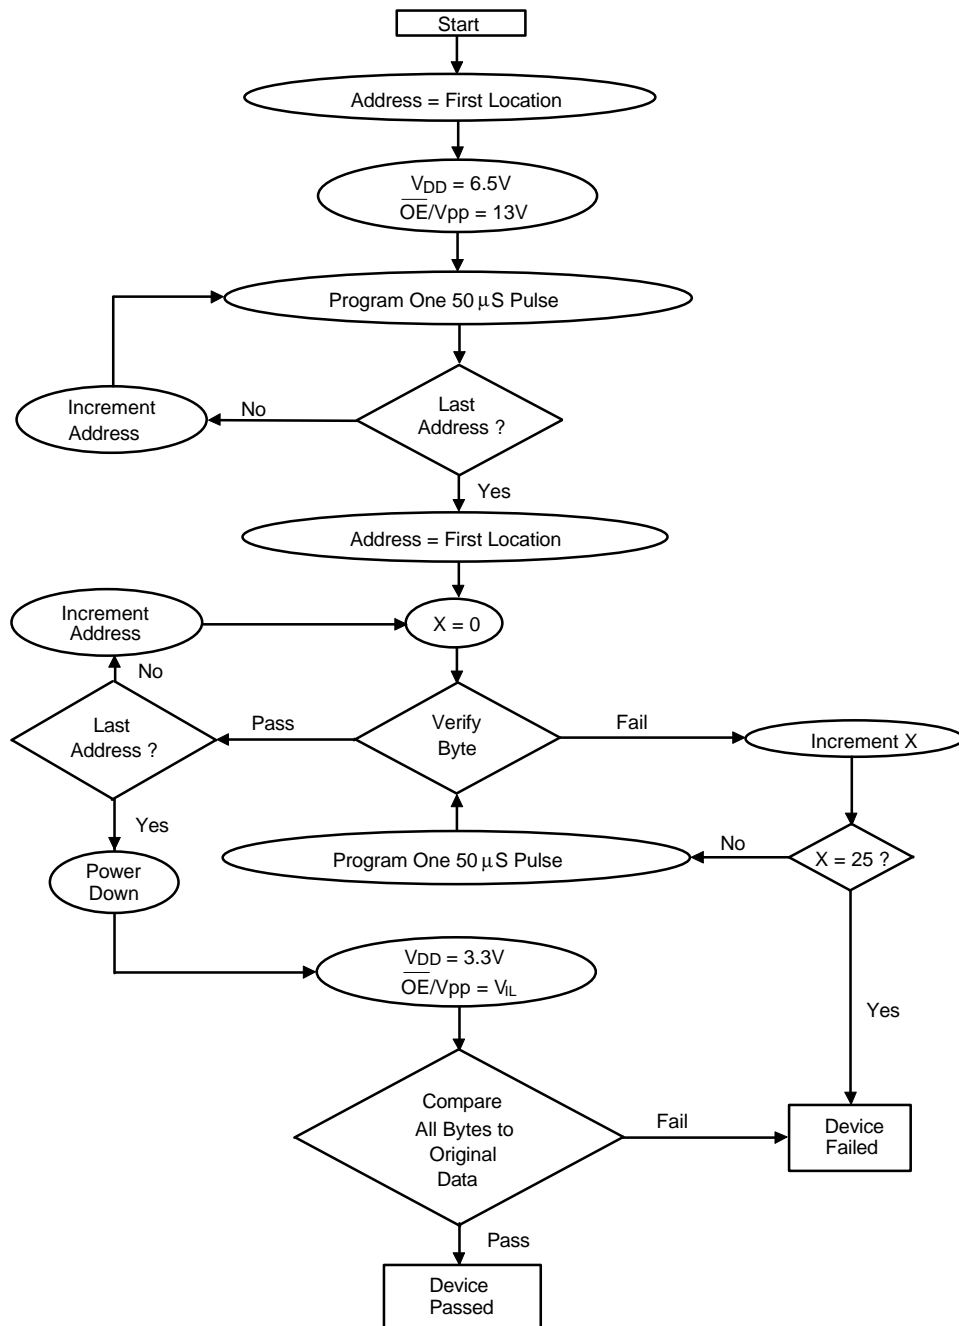 Start
Address = First Location
VDD = 6.5V
OE/Vpp = 13V
Program One 50 μS Pulse
Increment
Address
No
Last
Address ?
Yes
Address = First Location
Increment
Address
X = 0
No
Last
Address ?
Pass
Verify
Byte
Fail
Increment X
Yes
Program One 50 μS Pulse
No
X = 25 ?
Power
Down
VDD = 3.3V
OE/Vpp = VIL
Yes
Compare
All Bytes to
Original
Data
Fail
Device
Failed
Pass
Device
Passed